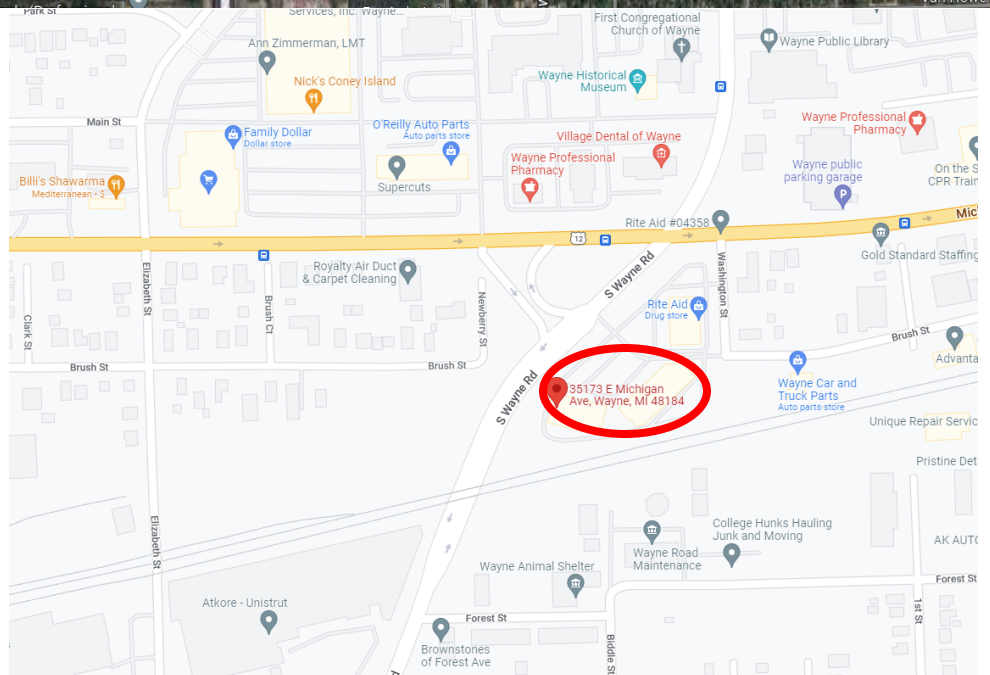 Park St
Services, Inc. Wayne...
First Congregational
Church of Wayne
Wayne Public Library
Ann Zimmerman, LMT
Wayne Historical
Museum
Nick's Coney Island
Main St
Family Dollar
Dollar store
O'Reilly Auto Parts
Auto parts store
Village Dental of Wayne
Wayne Professional
Pharmacy
Wayne Professional
Pharmacy
Supercuts
Wayne public
parking garage
P
On the S
CPR Train
Billi's Shawarma
Mediterranean · $
Rite Aid #04358
Mic
12
Gold Standard Staffing
Royalty Air Duct
& Carpet Cleaning
S Wayne Rd
Washington St
Elizabeth St
Brush Ct
Newberry St
Clark St
Rite Aid
Drug store
Brush St
Brush St
Brush St
Advanta
S Wayne Rd
35173 E Michigan
Ave, Wayne, MI 48184
Wayne Car and
Truck Parts
Auto parts store
Unique Repair Servic
Pristine Det
Elizabeth St
College Hunks Hauling
Junk and Moving
Wayne Road
Maintenance
AK AUTO
Wayne Animal Shelter
Forest St
Atkore - Unistrut
1st St
Forest St
Brownstones
of Forest Ave
Biddle St